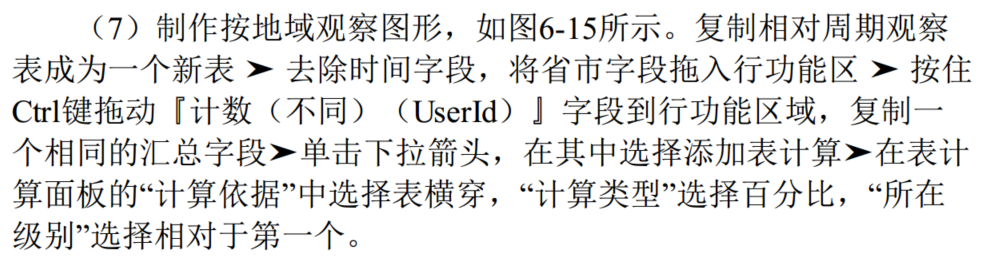 （7）制作按地域观察图形，如图6-15所示。复制相对周期观察
表成为一个新表 ➤ 去除时间字段，将省市字段拖入行功能区 ➤ 按住
Ctrl键拖动『计数（不同）（UserId）』字段到行功能区域，复制一
个相同的汇总字段➤单击下拉箭头，在其中选择添加表计算➤在表计
算面板的“计算依据”中选择表横穿，“计算类型”选择百分比，“所在
级别”选择相对于第一个。